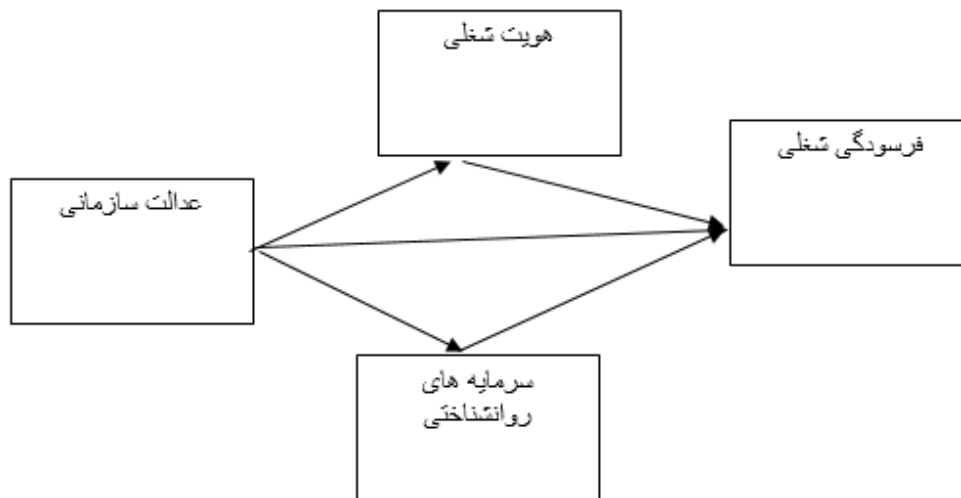 هویت شغلی
فرسودگی شغلی
عدالت سازمانی
سرمایه های
روانشناختی